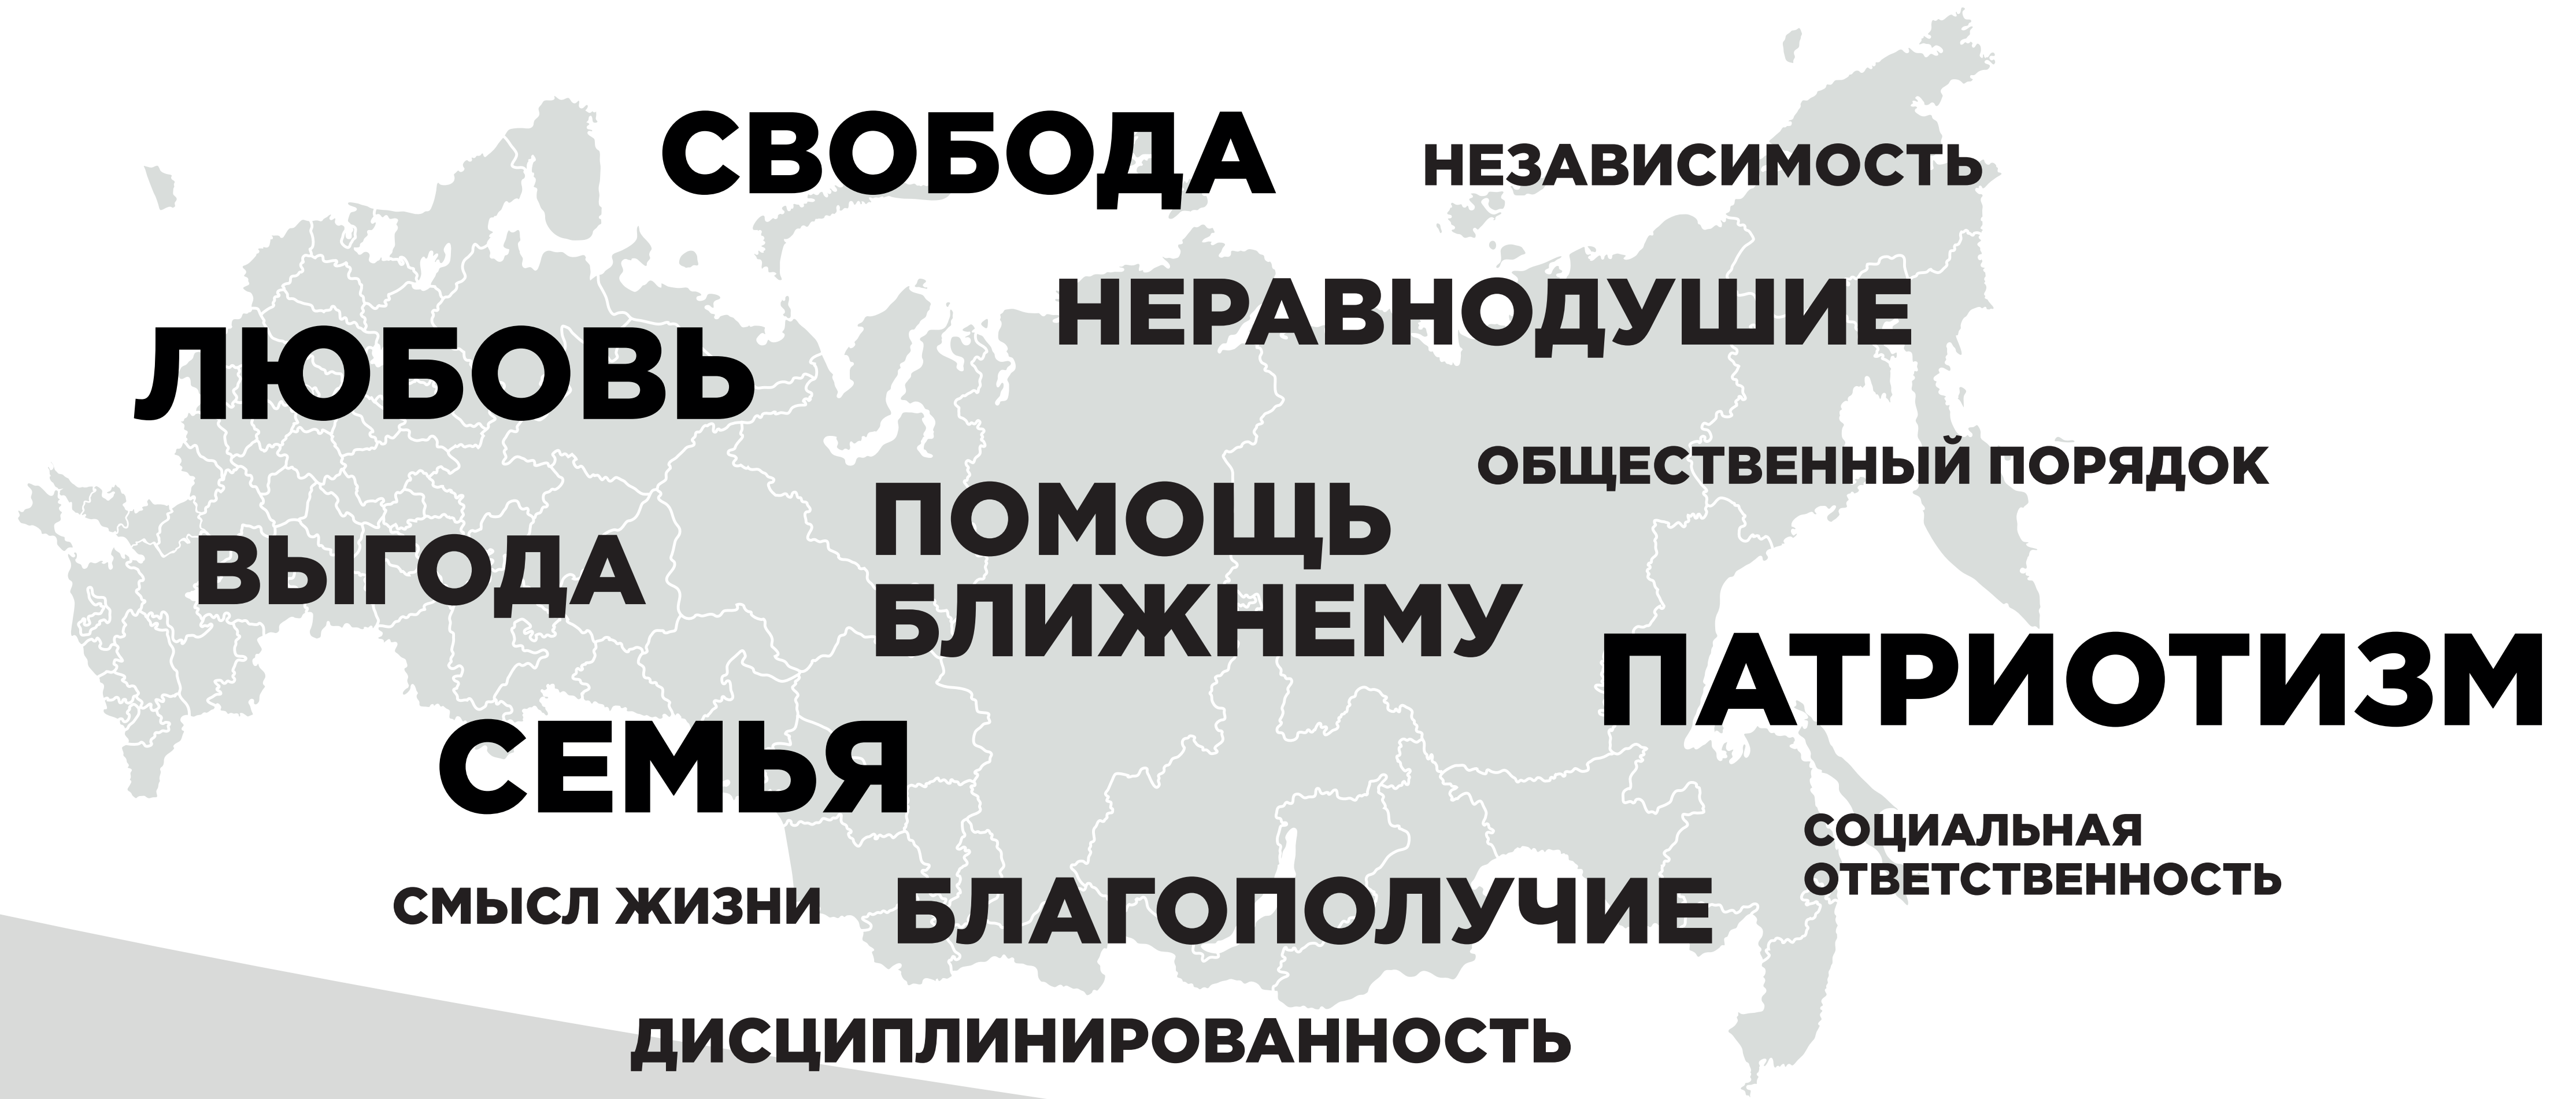 СВОБОДА
НЕЗАВИСИМОСТЬ
НЕРАВНОДУШИЕ
ЛЮБОВЬ
ОБЩЕСТВЕННЫЙ ПОРЯДОК
ПОМОЩЬ
БЛИЖНЕМУ
ВЫГОДА
ПАТРИОТИЗМ
СЕМЬЯ
СОЦИАЛЬНАЯ
ОТВЕТСТВЕННОСТЬ
СМЫСЛ ЖИЗНИ
БЛАГОПОЛУЧИЕ
ДИСЦИПЛИНИРОВАННОСТЬ